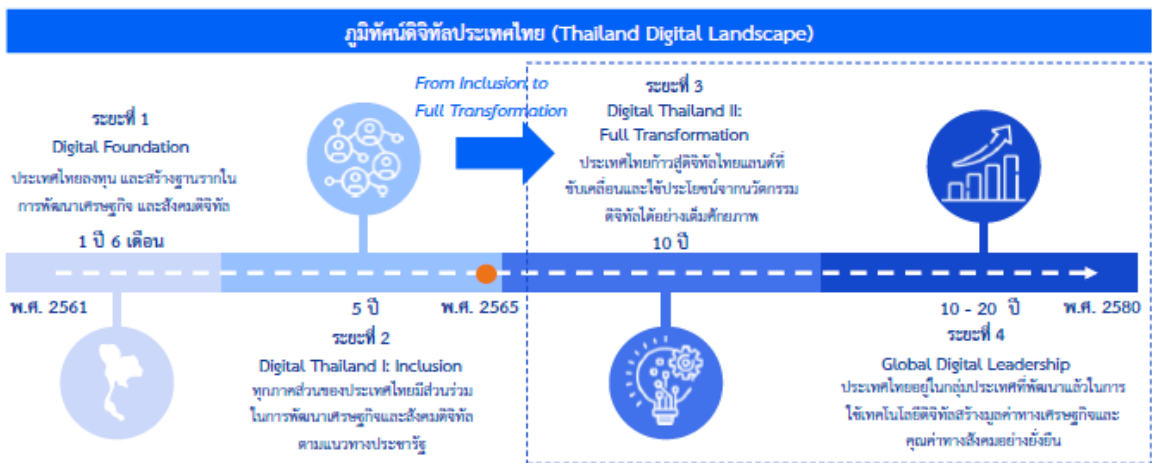 ภูมิทัศน์ดิจิทัลประเทศไทย (Thailand Digital Landscape)
ระยะที่ 1
Digital Foundation
ประเทศไทยลงทุน และสร้างฐานรากใน
การพัฒนาเศรษฐกิจ และสังคมดิจิทัล
1 ปี 6 เดือน
From Inclusion to
Full Transformation
ระยะที่ 3
Digital Thailand II:
Full Transformation
ประเทศไทยก้าวสู่ดิจิทัลไทยแลนด์ที่
ขับเคลื่อนและใช้ประโยชน์จากนวัตกรรม
ดิจิทัลได้อย่างเต็มศักยภาพ
10 ปี
พ.ศ. 2561
5 ปี
พ.ศ. 2565
10 - 20 ปี
พ.ศ. 2580
ระยะที่ 2
Digital Thailand I: Inclusion
ทุกภาคส่วนของประเทศไทยมีส่วนร่วม
ในการพัฒนาเศรษฐกิจและสังคมดิจิทัล
ตามแนวทางประชารัฐ
ระยะที่ 4
Global Digital Leadership
ประเทศไทยอยู่ในกลุ่มประเทศที่พัฒนาแล้วในการ
ใช้เทคโนโลยีดิจิทัลสร้างมูลค่าทางเศรษฐกิจและ
คุณค่าทางสังคมอย่างยั่งยืน